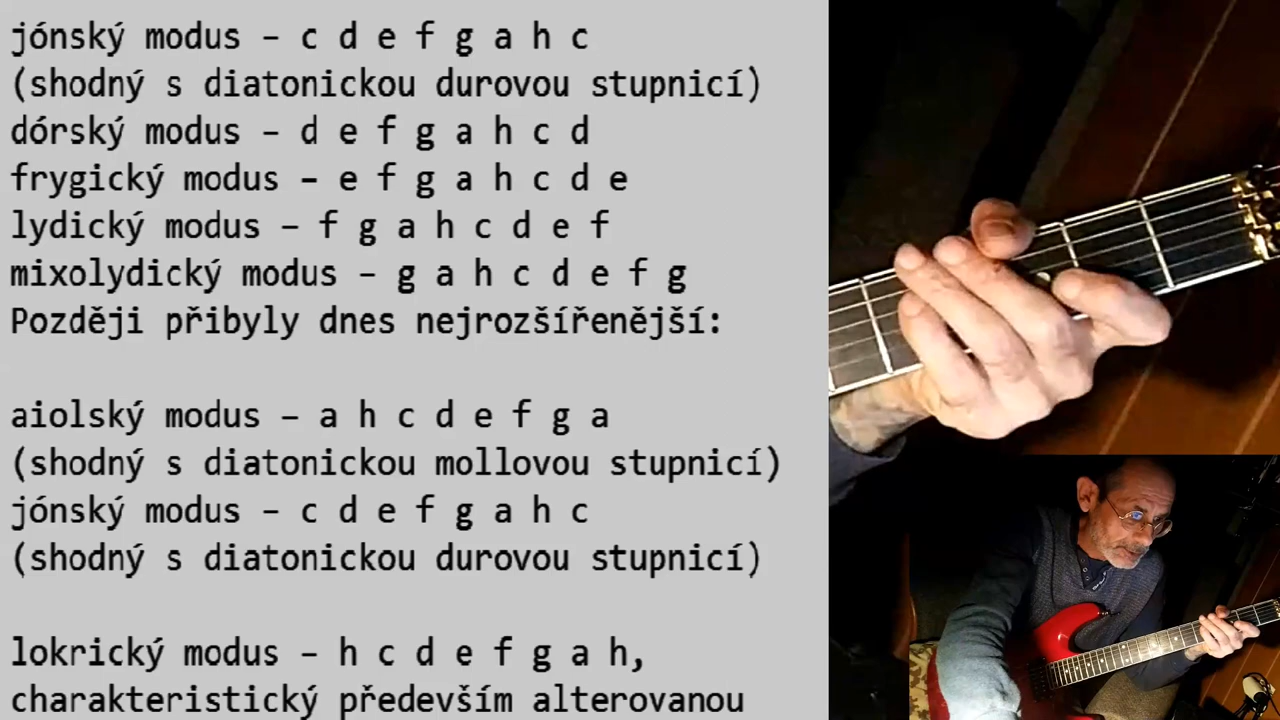 jónský modus – c d e f g a h c
(shodný s diatonickou durovou stupnicí)
dórský modus – d e f g a h c d
frygický modus – e f g a h c d e
lydický modus – f g a h c d e f
mixolydický modus – g a h c d e f g
Později přibyly dnes nejrozšířenější:
aiolský modus – a h c d e f g a
(shodný s diatonickou mollovou stupnicí)
jónský modus – c d e f g a h c
(shodný s diatonickou durovou stupnicí)
lokrický modus – h c d e f g a h,
charakteristický především alterovanou